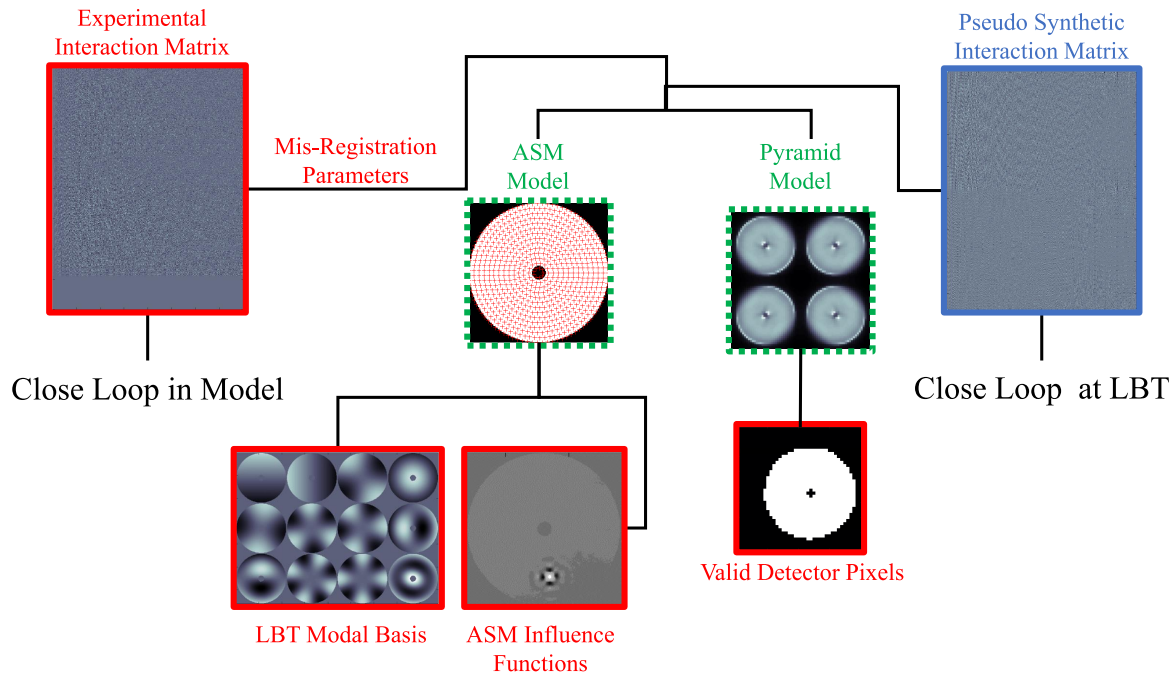 Experimental
Interaction Matrix
Pseudo Synthetic
Interaction Matrix
Mis-Registration
Parameters
ASM
Model
Pyramid
Model
Close Loop in Model
Close Loop at LBT
Valid Detector Pixels
LBT Modal Basis
ASM Influence
Functions